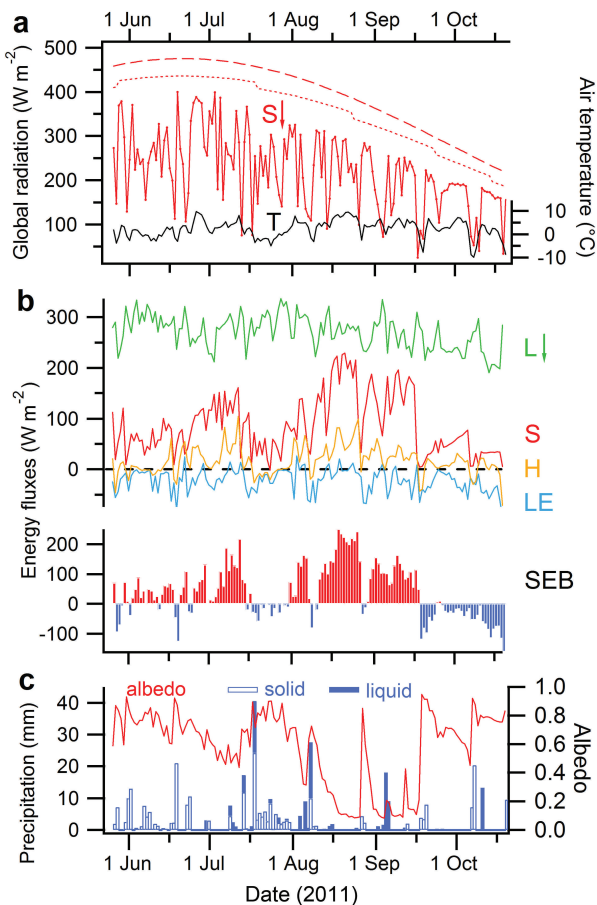 a
1 Jun 1 Jul 1 Aug 1 Sep 1 Oct
500
400
300
200
100
Global radiation (W m-2)
S↓
T
10
0
-10
Air temperature (°C)
b
300
200
100
0
Energy fluxes (W m-2)
L↓
S
H
LE
200
100
0
-100
SEB
c
albedo solid liquid
40
30
20
10
0
Precipitation (mm)
1.0
0.8
0.6
0.4
0.2
0.0
Albedo
1 Jun 1 Jul 1 Aug 1 Sep 1 Oct
Date (2011)